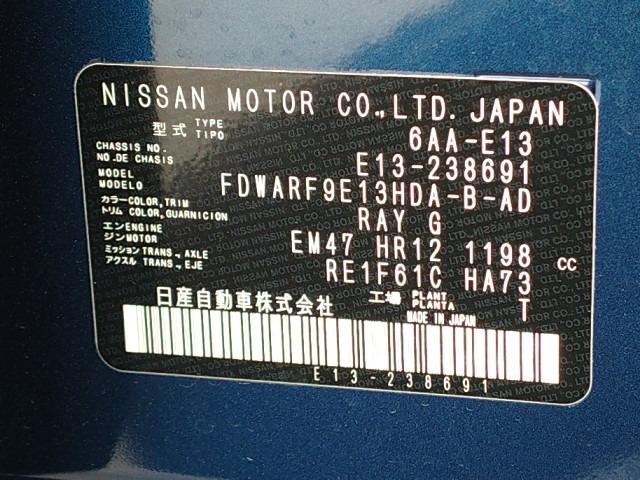 NISSAN MOTOR CO.,LTD. JAPAN
型式 TYPE TIPO 6AA-E13
CHASSIS NO. NO.DE CHASIS E13-238691
MODEL MODELO FDWARF9E13HDA-B-AD
カラー COLOR,TRIM トリム COLOR,GUARNICION RAY G
エンジン ENGINE MOTOR EM47 HR12 1198 cc
ミッション TRANS.,AXLE アクスル TRANS.,EJE RE1F61C HA73
日産自動車株式会社 工場 PLANT PLANTA T
MADE IN JAPAN
E13-238691